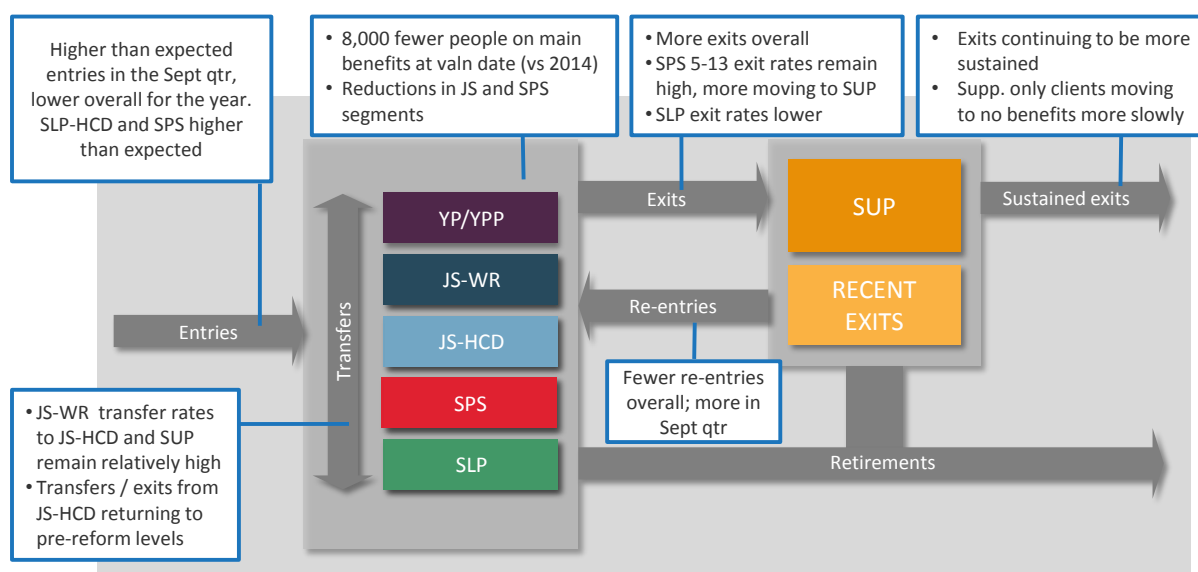 Higher than expected
entries in the Sept qtr,
lower overall for the year.
SLP-HCD and SPS higher
than expected
• 8,000 fewer people on main
benefits at valn date (vs 2014)
• Reductions in JS and SPS
segments
• More exits overall
• SPS 5-13 exit rates remain
high, more moving to SUP
• SLP exit rates lower
• Exits continuing to be more
sustained
• Supp. only clients moving
to no benefits more slowly
Entries
Transfers
YP/YPP
JS-WR
JS-HCD
SPS
SLP
Exits
Re-entries
SUP
RECENT
EXITS
Sustained exits
Fewer re-entries
overall; more in
Sept qtr
Retirements
• JS-WR transfer rates
to JS-HCD and SUP
remain relatively high
• Transfers / exits from
JS-HCD returning to
pre-reform levels